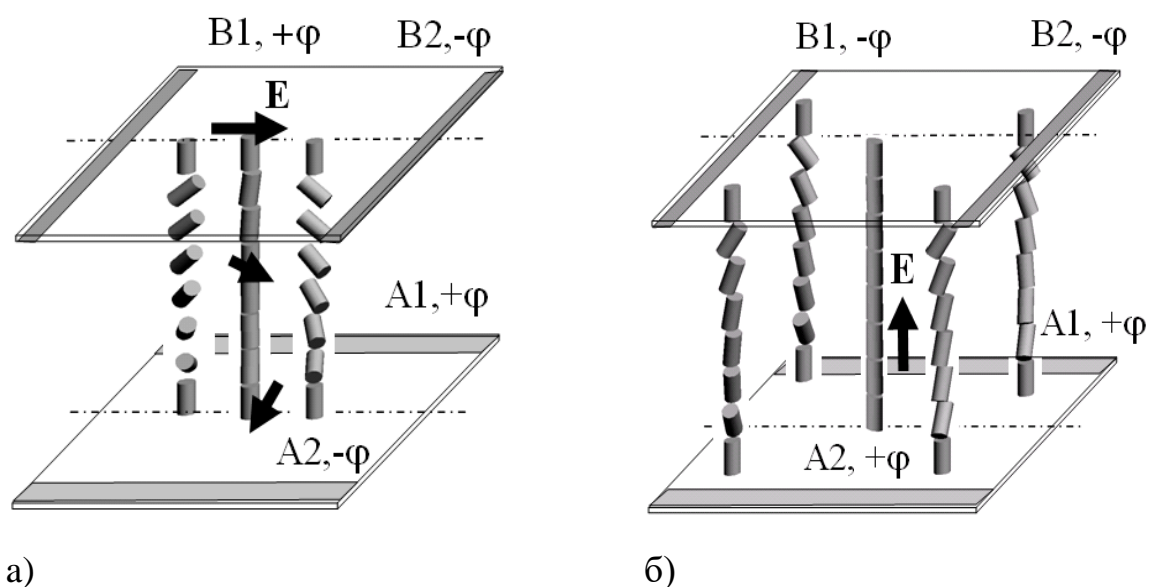 B1, +φ
B2,-φ
E
A1,+φ
A2,-φ
а)
B1, -φ
B2, -φ
E
A1, +φ
A2, +φ
б)